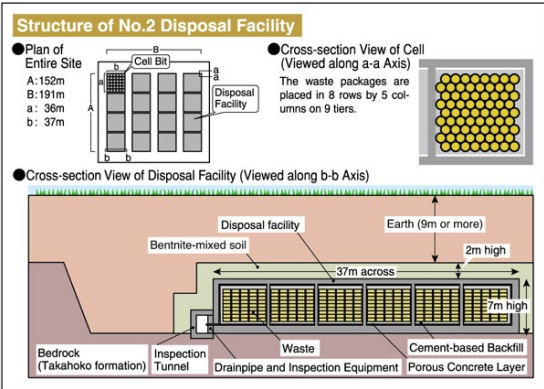 Structure of No.2 Disposal Facility
●Plan of
Entire Site
A:152m
B:191m
a: 36m
b: 37m
B
b
Cell Bit
a
a
a
A
Disposal
Facility
b
b
●Cross-section View of Cell
(Viewed along a-a Axis)
The waste packages are
placed in 8 rows by 5 col-
umns on 9 tiers.
●Cross-section View of Disposal Facility (Viewed along b-b Axis)
Disposal facility
Earth (9m or more)
Bentnite-mixed soil
2m high
37m across
7m high
Bedrock
(Takahoko formation)
Inspection
Tunnel
Waste
Drainpipe and Inspection Equipment
Cement-based Backfill
Porous Concrete Layer